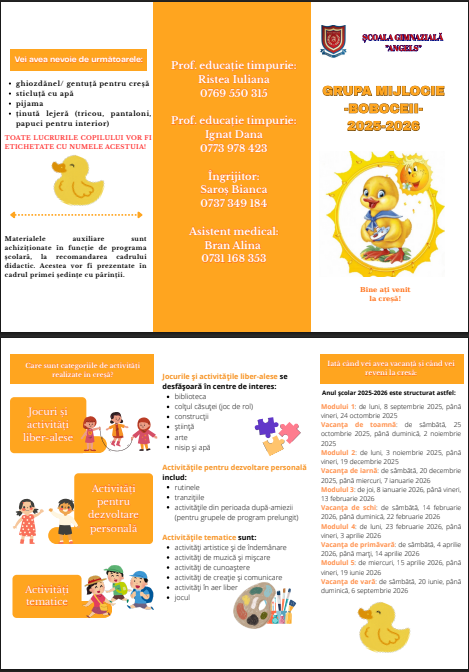 Vei avea nevoie de următoarele:
ghiozdănel/ gentuță pentru creșă
sticluță cu apă
pijama
ținută lejeră (tricou, pantaloni,
papuci pentru interior)
TOATE LUCRURILE COPILULUI VOR FI
ETICHETATE CU NUMELE ACESTUIA!
Materialele auxiliare sunt
achiziționate în funcție de programa
școlară, la recomandarea cadrului
didactic. Acestea vor fi prezentate în
cadrul primei ședințe cu părinții.
Prof. educație timpurie:
Ristea Iuliana
0769 550 315
Prof. educație timpurie:
Ignat Dana
0773 978 423
Îngrijitor:
Saroș Bianca
0737 349 184
Asistent medical:
Bran Alina
0731 168 353
ȘCOALA GIMNAZIALĂ
"ANGELS"
GRUPA MIJLOCIE
-BOBOCEII-
2025-2026
Bine ați venit
la creșă!
Care sunt categoriile de activități
realizate în creșă?
Jocuri și
activități
liber-alese
Activități
pentru
dezvoltare
personală
Activități
tematice
Jocurile și activitățile liber-alese se
desfășoară în centre de interes:
biblioteca
colțul căsuței (joc de rol)
construcții
știință
arte
nisip și apă
Activitățile pentru dezvoltare personală
includ:
rutinele
tranzițiile
activitățile din perioada după-amiezii
(pentru grupele de program prelungit)
Activitățile tematice sunt:
activități artistice și de îndemânare
activități de muzică și mișcare
activități de cunoaștere
activități de creație și comunicare
activități în aer liber
jocul
Iată când vei avea vacanță și când vei
reveni la creșă:
Anul școlar 2025-2026 este structurat astfel:
Modulul 1: de luni, 8 septembrie 2025, până
vineri, 24 octombrie 2025
Vacanța de toamnă: de sâmbătă, 25
octombrie 2025, până duminică, 2 noiembrie
2025
Modulul 2: de luni, 3 noiembrie 2025, până
vineri, 19 decembrie 2025
Vacanța de iarnă: de sâmbătă, 20 decembrie
2025, până miercuri, 7 ianuarie 2026
Modulul 3: de joi, 8 ianuarie 2026, până vineri,
13 februarie 2026
Vacanța de schi: de sâmbătă, 14 februarie
2026, până duminică, 22 februarie 2026
Modulul 4: de luni, 23 februarie 2026, până
vineri, 3 aprilie 2026
Vacanța de primăvară: de sâmbătă, 4 aprilie
2026, până marți, 14 aprilie 2026
Modulul 5: de miercuri, 15 aprilie 2026, până
vineri, 19 iunie 2026
Vacanța de vară: de sâmbătă, 20 iunie, până
duminică, 6 septembrie 2026